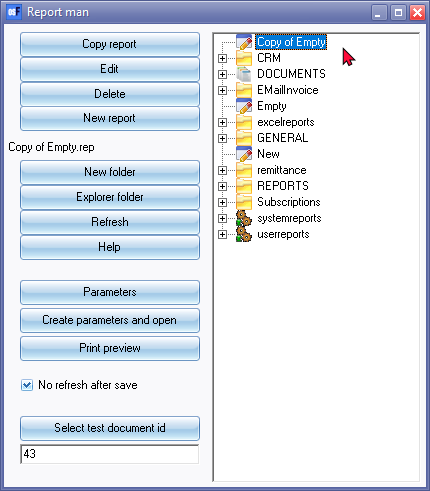 Report man
Copy report
Edit
Delete
New report
Copy of Empty.rep
New folder
Explorer folder
Refresh
Help
Parameters
Create parameters and open
Print preview
No refresh after save
Select test document id
43
Copy of Empty
CRM
DOCUMENTS
EMailInvoice
Empty
excelreports
GENERAL
New
remittance
REPORTS
Subscriptions
systemreports
userreports